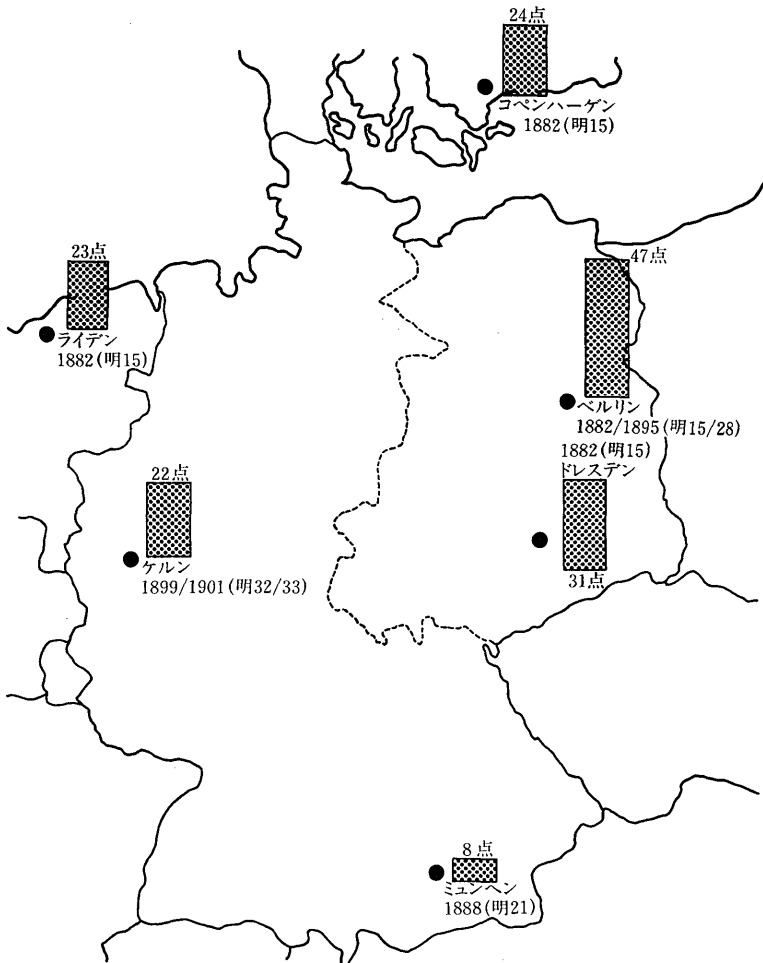 24点
コペンハーゲン
1882(明15)
23点
ライデン
1882(明15)
47点
ベルリン
1882/1895(明15/28)
1882(明15)
ドレスデン
31点
22点
ケルン
1899/1901(明32/33)
8点
ミュンヘン
1888(明21)